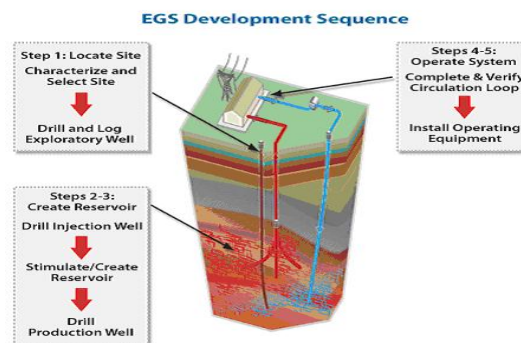 EGS Development Sequence
Step 1: Locate Site
Characterize and
Select Site
Drill and Log
Exploratory Well
Steps 2-3:
Create Reservoir
Drill Injection Well
Stimulate/Create
Reservoir
Drill
Production Well
Steps 4-5:
Operate System
Complete & Verify
Circulation Loop
Install Operating
Equipment